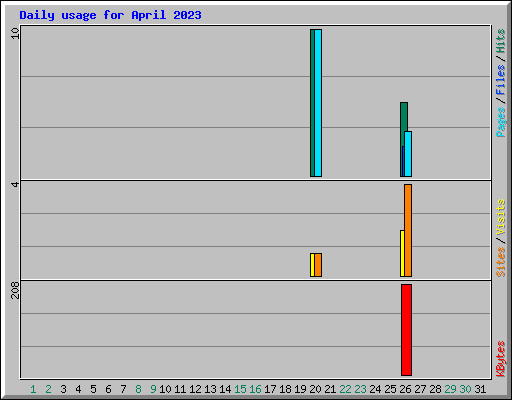 Daily usage for April 2023
10
4
208
Pages/Files/Hits
Sites/Visits
KBytes
1 2 3 4 5 6 7 8 9 10 11 12 13 14 15 16 17 18 19 20 21 22 23 24 25 26 27 28 29 30 31